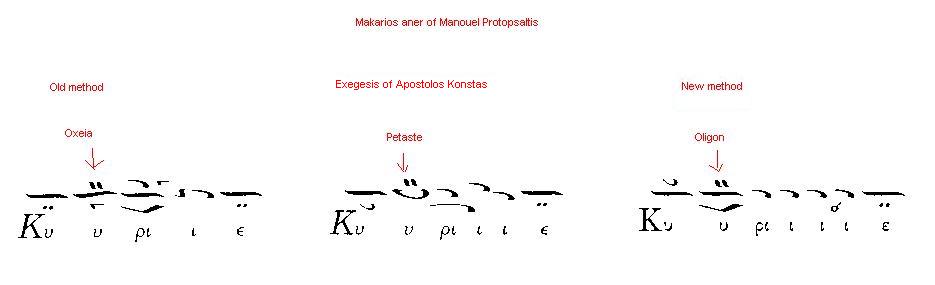 Makarios aner of Manouel Protopsaltis
Old method
Exegesis of Apostolos Konstas
New method
Oxeia
Petaste
Oligon
Κυ υ ρι ι ε
Κυ υ ρι ι ι ε
Κυ υ ρι ι ι ι ε